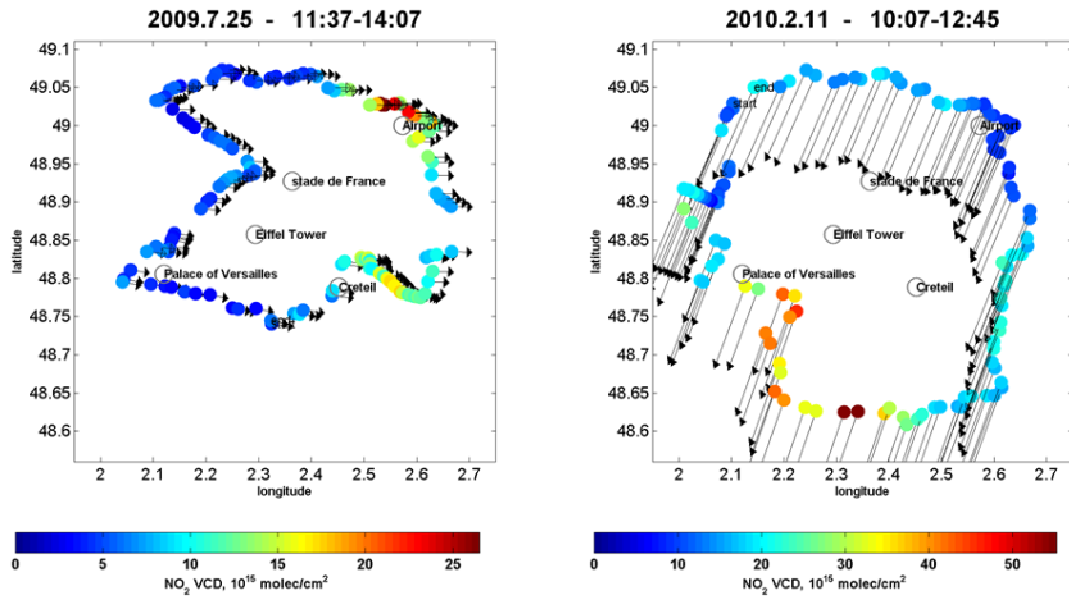 2009.7.25 - 11:37-14:07
49.1
49.05
49
48.95
48.9
48.85
48.8
48.75
48.7
48.65
48.6
latitude
Airport
stade de France
Eiffel Tower
Palace of Versailles
Creteil
2 2.1 2.2 2.3 2.4 2.5 2.6 2.7
longitude
0 5 10 15 20 25
NO2 VCD, 10^15 molec/cm^2
2010.2.11 - 10:07-12:45
49.1
49.05
49
48.95
48.9
48.85
48.8
48.75
48.7
48.65
48.6
latitude
end
start
Airport
stade de France
Eiffel Tower
Palace of Versailles
Creteil
2 2.1 2.2 2.3 2.4 2.5 2.6 2.7
longitude
0 10 20 30 40 50
NO2 VCD, 10^15 molec/cm^2